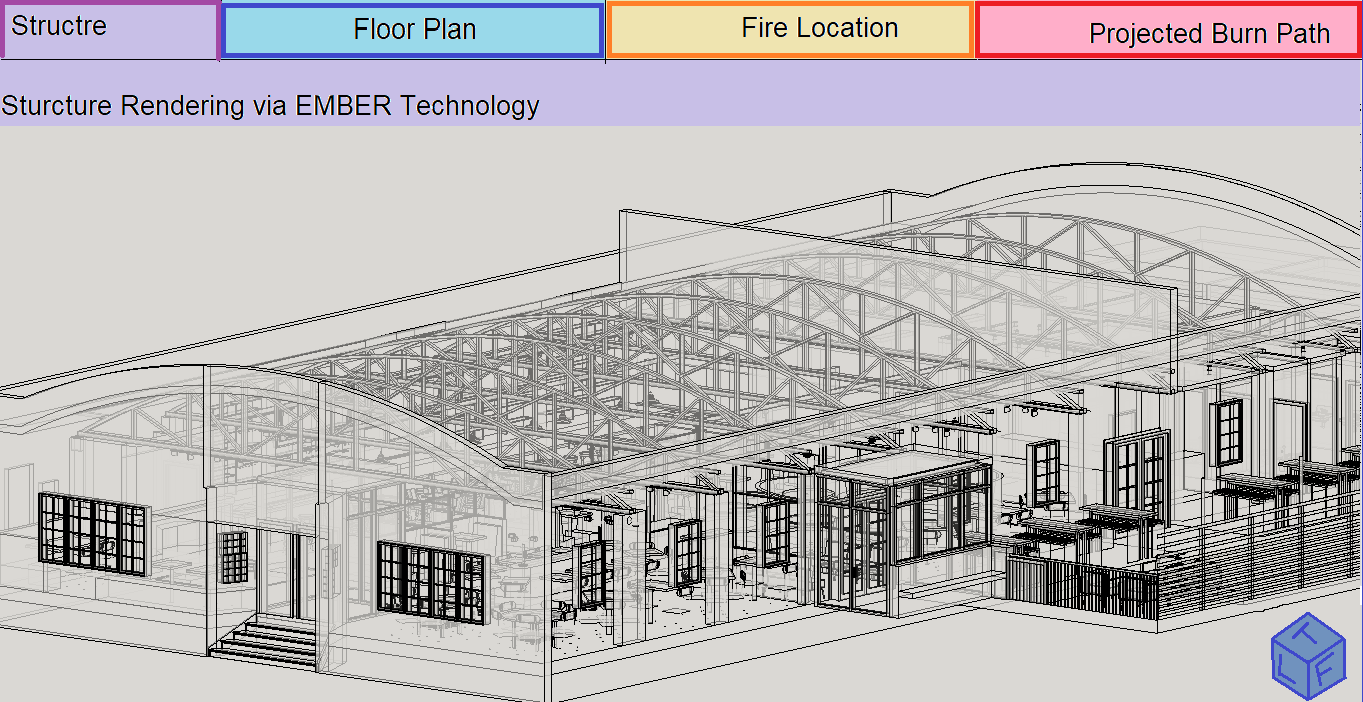 Structre
Floor Plan
Fire Location
Projected Burn Path
Sturcture Rendering via EMBER Technology
T
L F